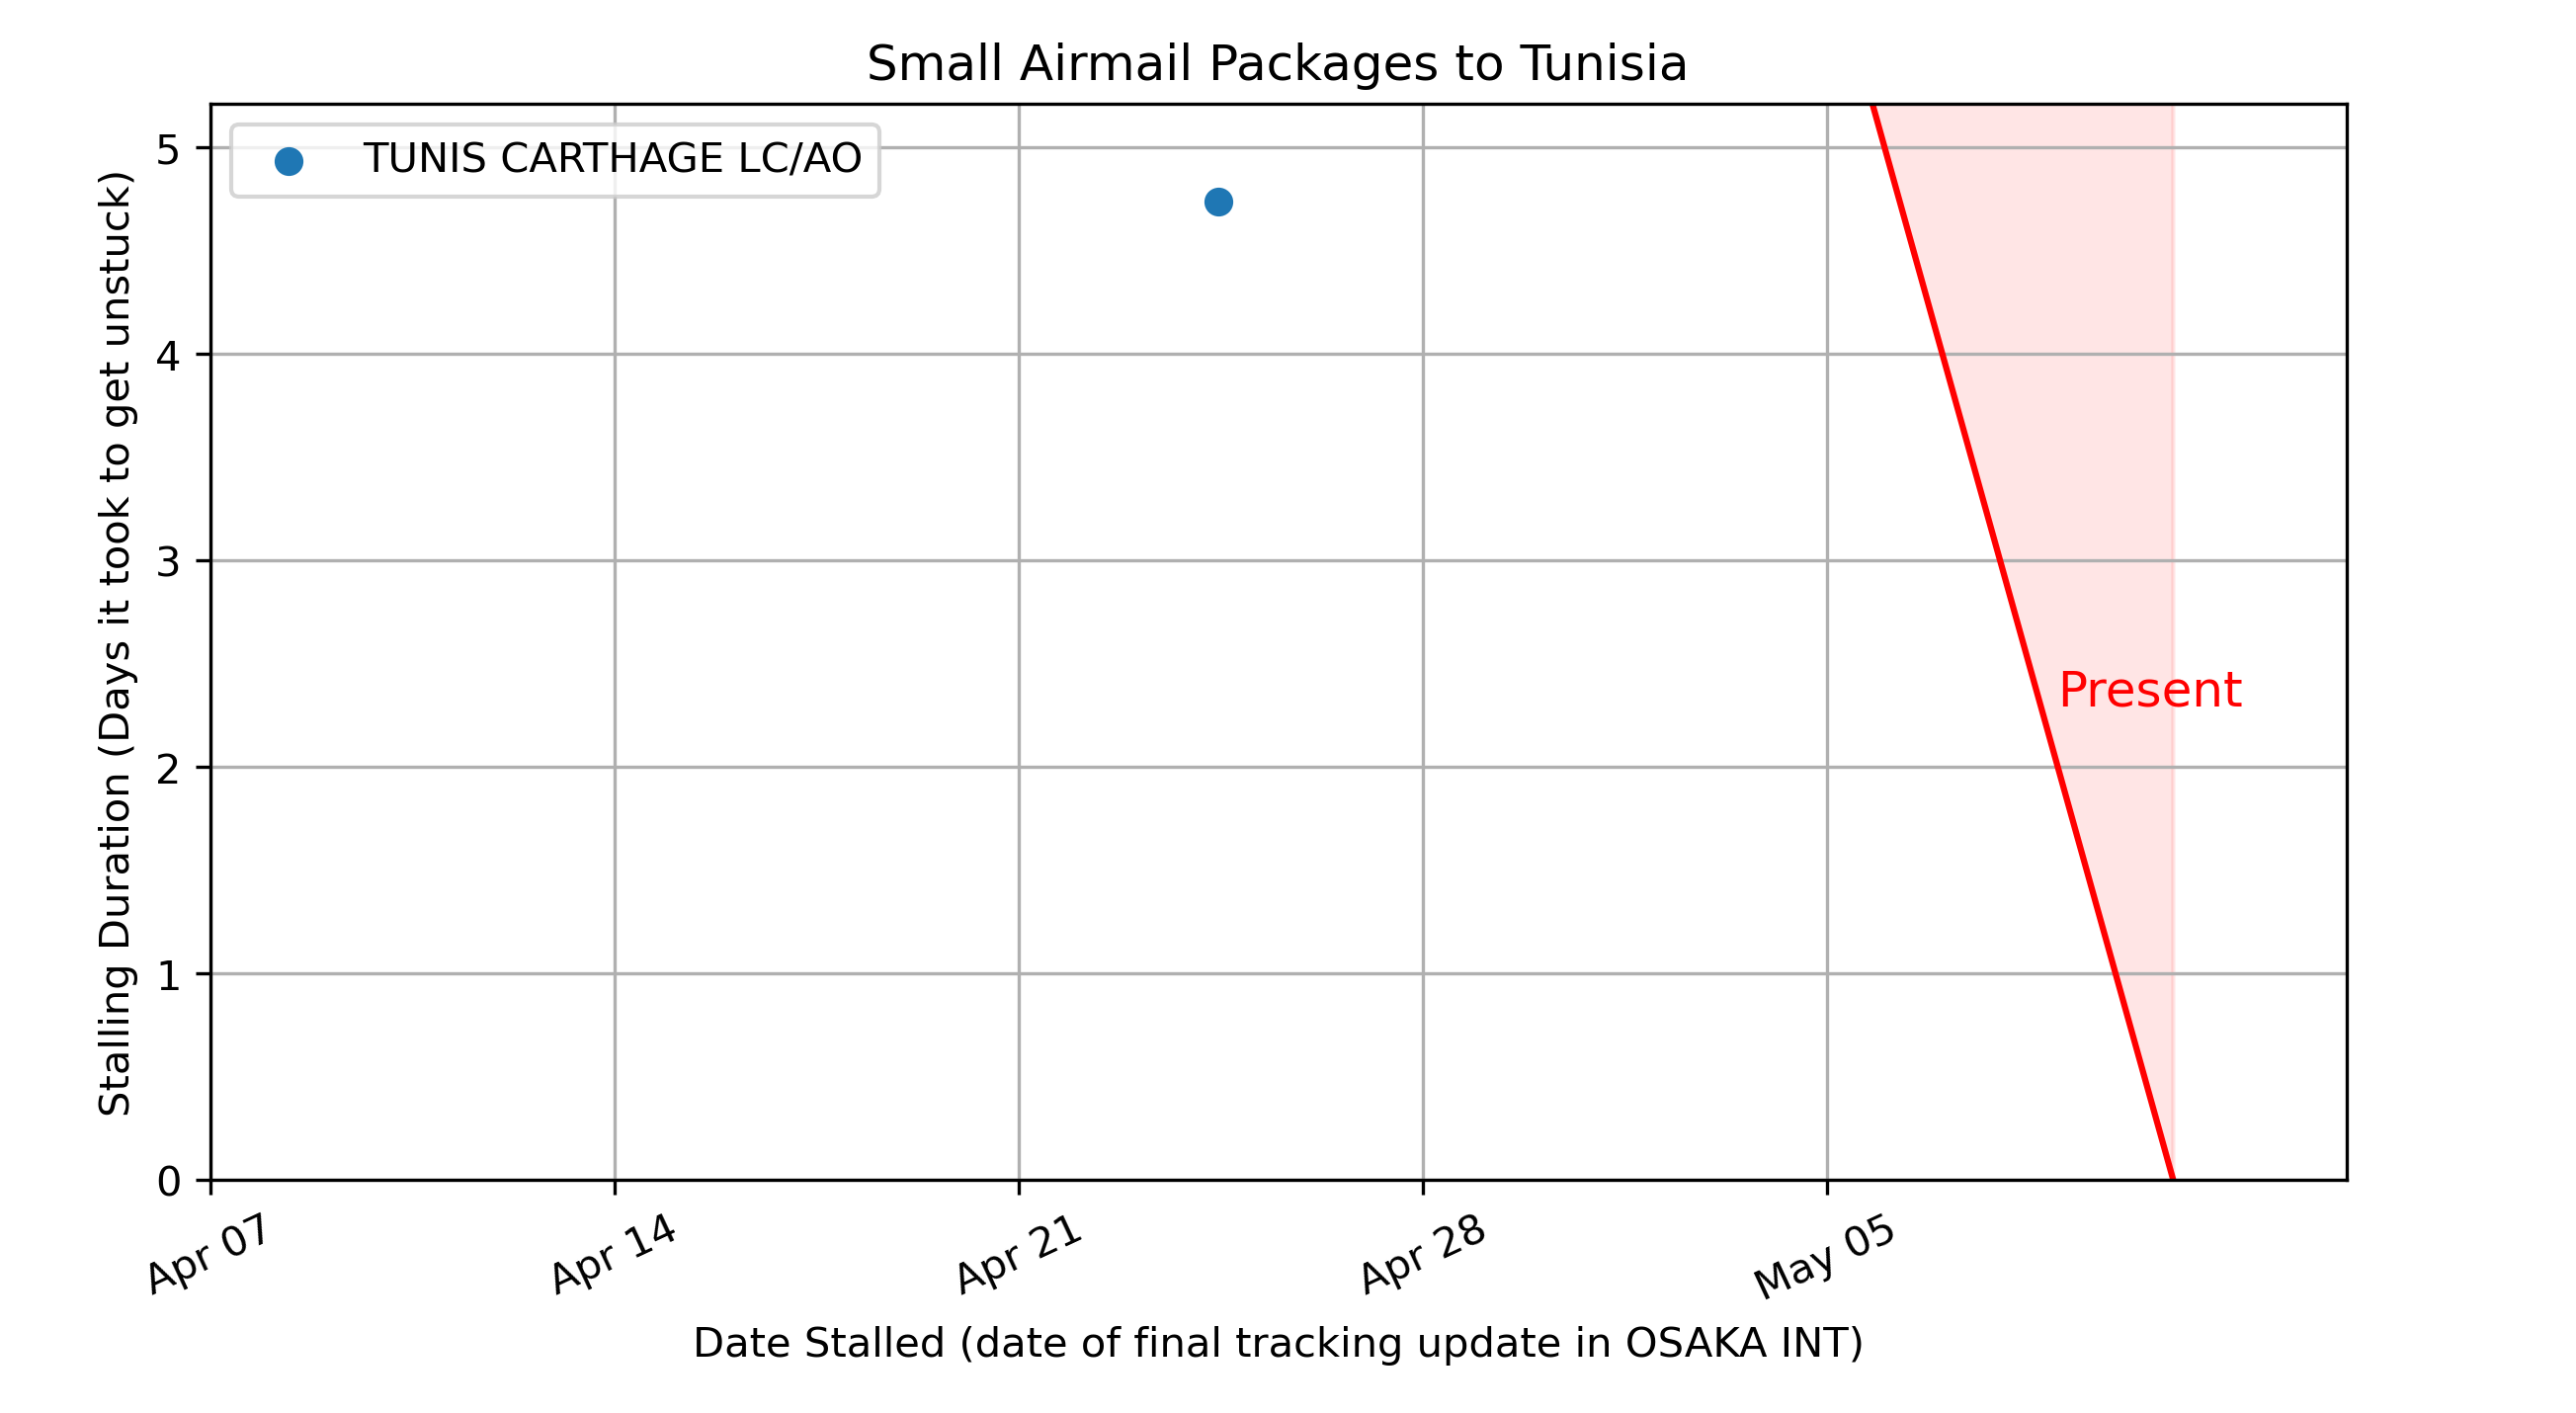 Small Airmail Packages to Tunisia
TUNIS CARTHAGE LC/AO
Stalling Duration (Days it took to get unstuck)
5
4
3
2
1
0
Present
Apr 07
Apr 14
Apr 21
Apr 28
May 05
Date Stalled (date of final tracking update in OSAKA INT)